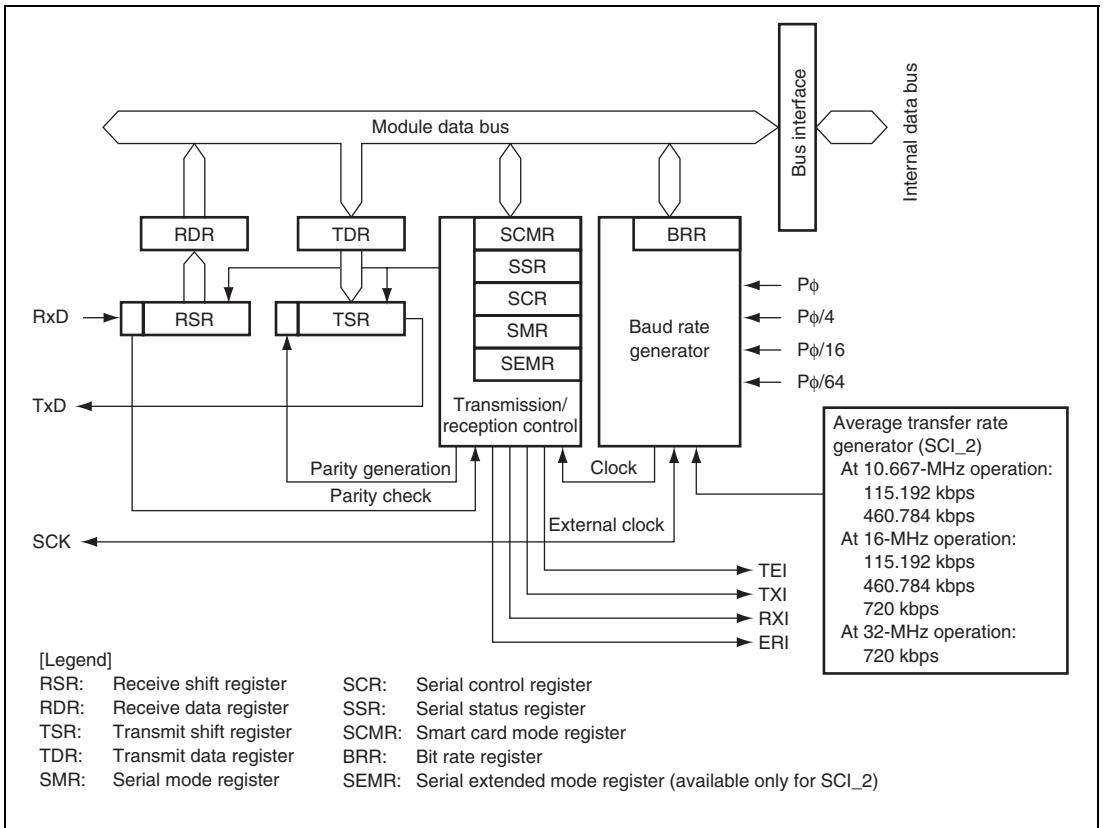 Module data bus
Bus interface
Internal data bus
RDR
TDR
SCMR
BRR
SSR
SCR
SMR
SEMR
Transmission/
reception control
Baud rate
generator
Pϕ
Pϕ/4
Pϕ/16
Pϕ/64
RxD
RSR
TSR
TxD
Parity generation
Parity check
Clock
External clock
SCK
TEI
TXI
RXI
ERI
Average transfer rate
generator (SCI_2)
At 10.667-MHz operation:
115.192 kbps
460.784 kbps
At 16-MHz operation:
115.192 kbps
460.784 kbps
720 kbps
At 32-MHz operation:
720 kbps
[Legend]
RSR: Receive shift register
RDR: Receive data register
TSR: Transmit shift register
TDR: Transmit data register
SMR: Serial mode register
SCR: Serial control register
SSR: Serial status register
SCMR: Smart card mode register
BRR: Bit rate register
SEMR: Serial extended mode register (available only for SCI_2)